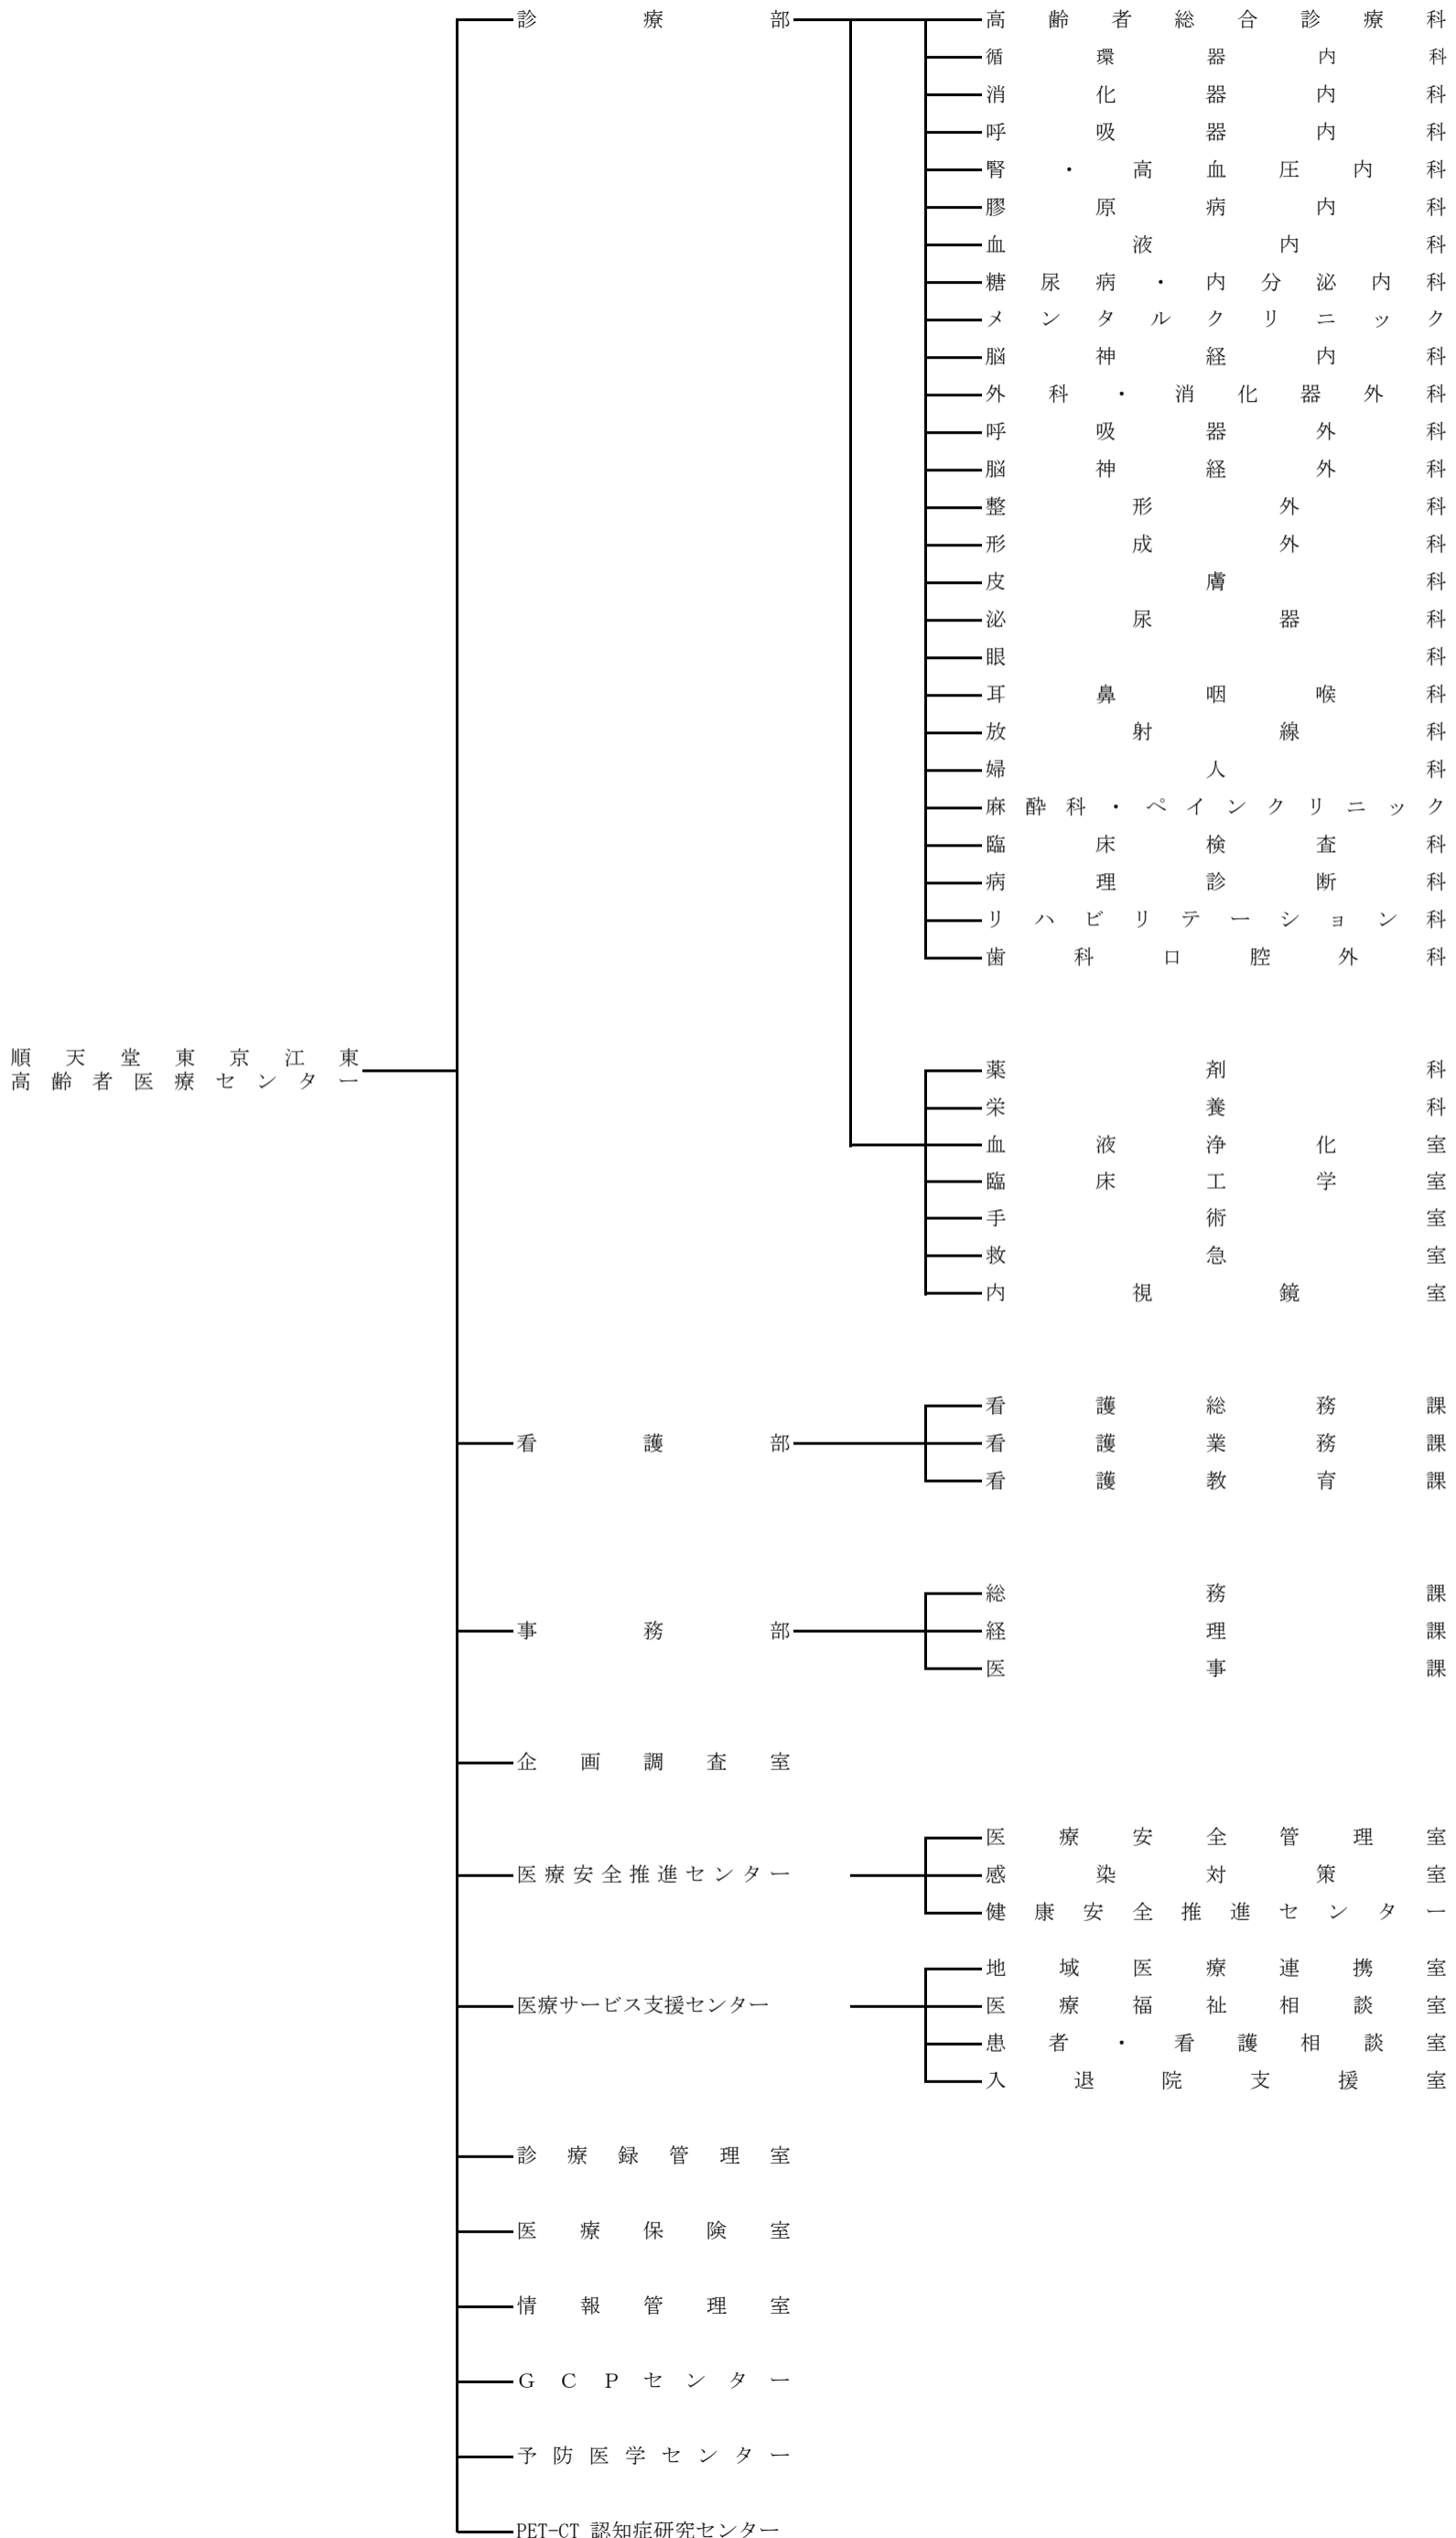 診療部
高齢者総合診療科
循環器内科
消化器内科
呼吸器内科
腎・高血圧内科
膠原病内科
血液内科
糖尿病・内分泌内科
メンタルクリニック
脳神経内科
外科・消化器外科
呼吸器外科
脳神経外科
整形外科
形成外科
皮膚科
泌尿器科
眼科
耳鼻咽喉科
放射線科
婦人科
麻酔科・ペインクリニック
臨床検査科
病理診断科
リハビリテーション科
歯科口腔外科
順天堂東京江東
高齢者医療センター
薬剤科
栄養科
血液浄化室
臨床工学室
手術室
救急室
内視鏡室
看護部
看護総務課
看護業務課
看護教育課
事務部
総務課
経理課
医事課
企画調査室
医療安全推進センター
医療安全管理室
感染対策室
健康安全推進センター
医療サービス支援センター
地域医療連携室
医療福祉相談室
患者・看護相談室
入退院支援室
診療録管理室
医療保険室
情報管理室
ＧＣＰセンター
予防医学センター
PET-CT 認知症研究センター